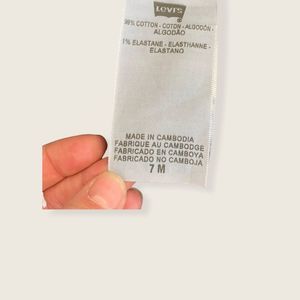 Levi's
99% COTTON - COTON - ALGODÓN -
ALGODÃO
1% ELASTANE - ELASTHANNE -
ELASTANO
MADE IN CAMBODIA
FABRIQUE AU CAMBODGE
FABRICADO EN CAMBOYA
FABRICADO NO CAMBOJA
7 M